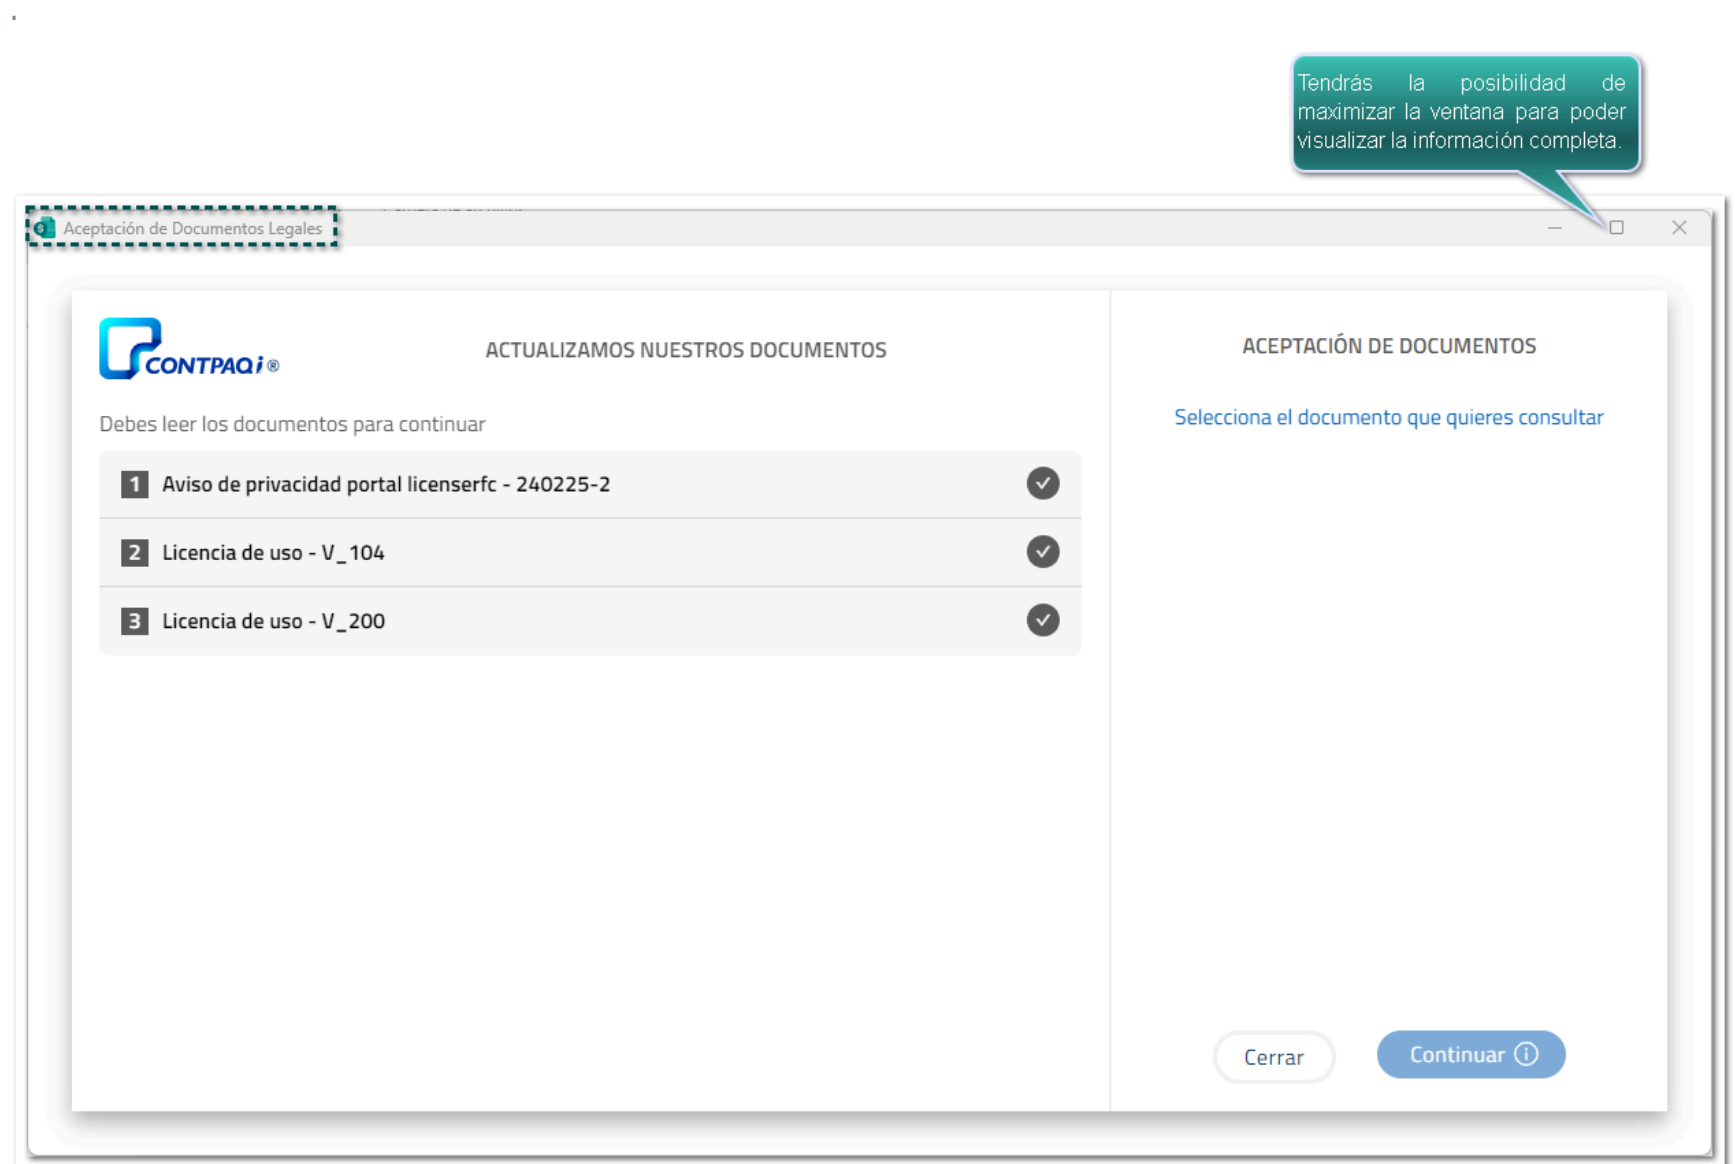 Tendrás la posibilidad de
maximizar la ventana para poder
visualizar la información completa.
Aceptación de Documentos Legales
CONTPAQi®
ACTUALIZAMOS NUESTROS DOCUMENTOS
Debes leer los documentos para continuar
1 Aviso de privacidad portal licenserfc - 240225-2
2 Licencia de uso - V_104
3 Licencia de uso - V_200
ACEPTACIÓN DE DOCUMENTOS
Selecciona el documento que quieres consultar
Cerrar
Continuar